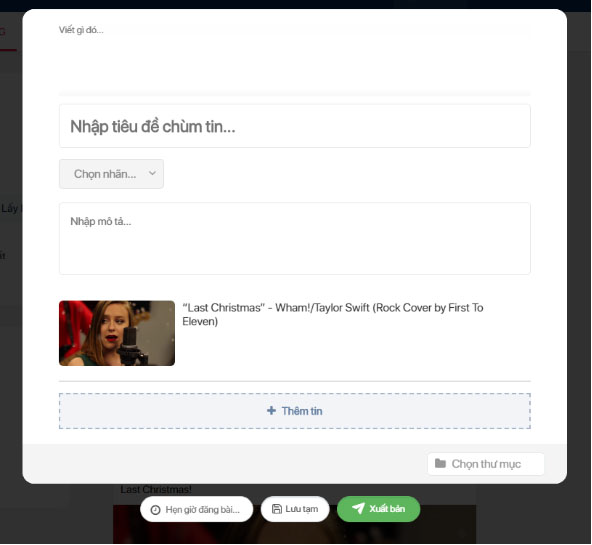 G
Viết gì đó...
Nhập tiêu đề chùm tin...
Chọn nhãn...
Lấy
Nhập mô tả...
"Last Christmas" - Wham!/Taylor Swift (Rock Cover by First To
Eleven)
+ Thêm tin
Chọn thư mục
Last Christmas!
Hẹn giờ đăng bài...
Lưu tạm
Xuất bản